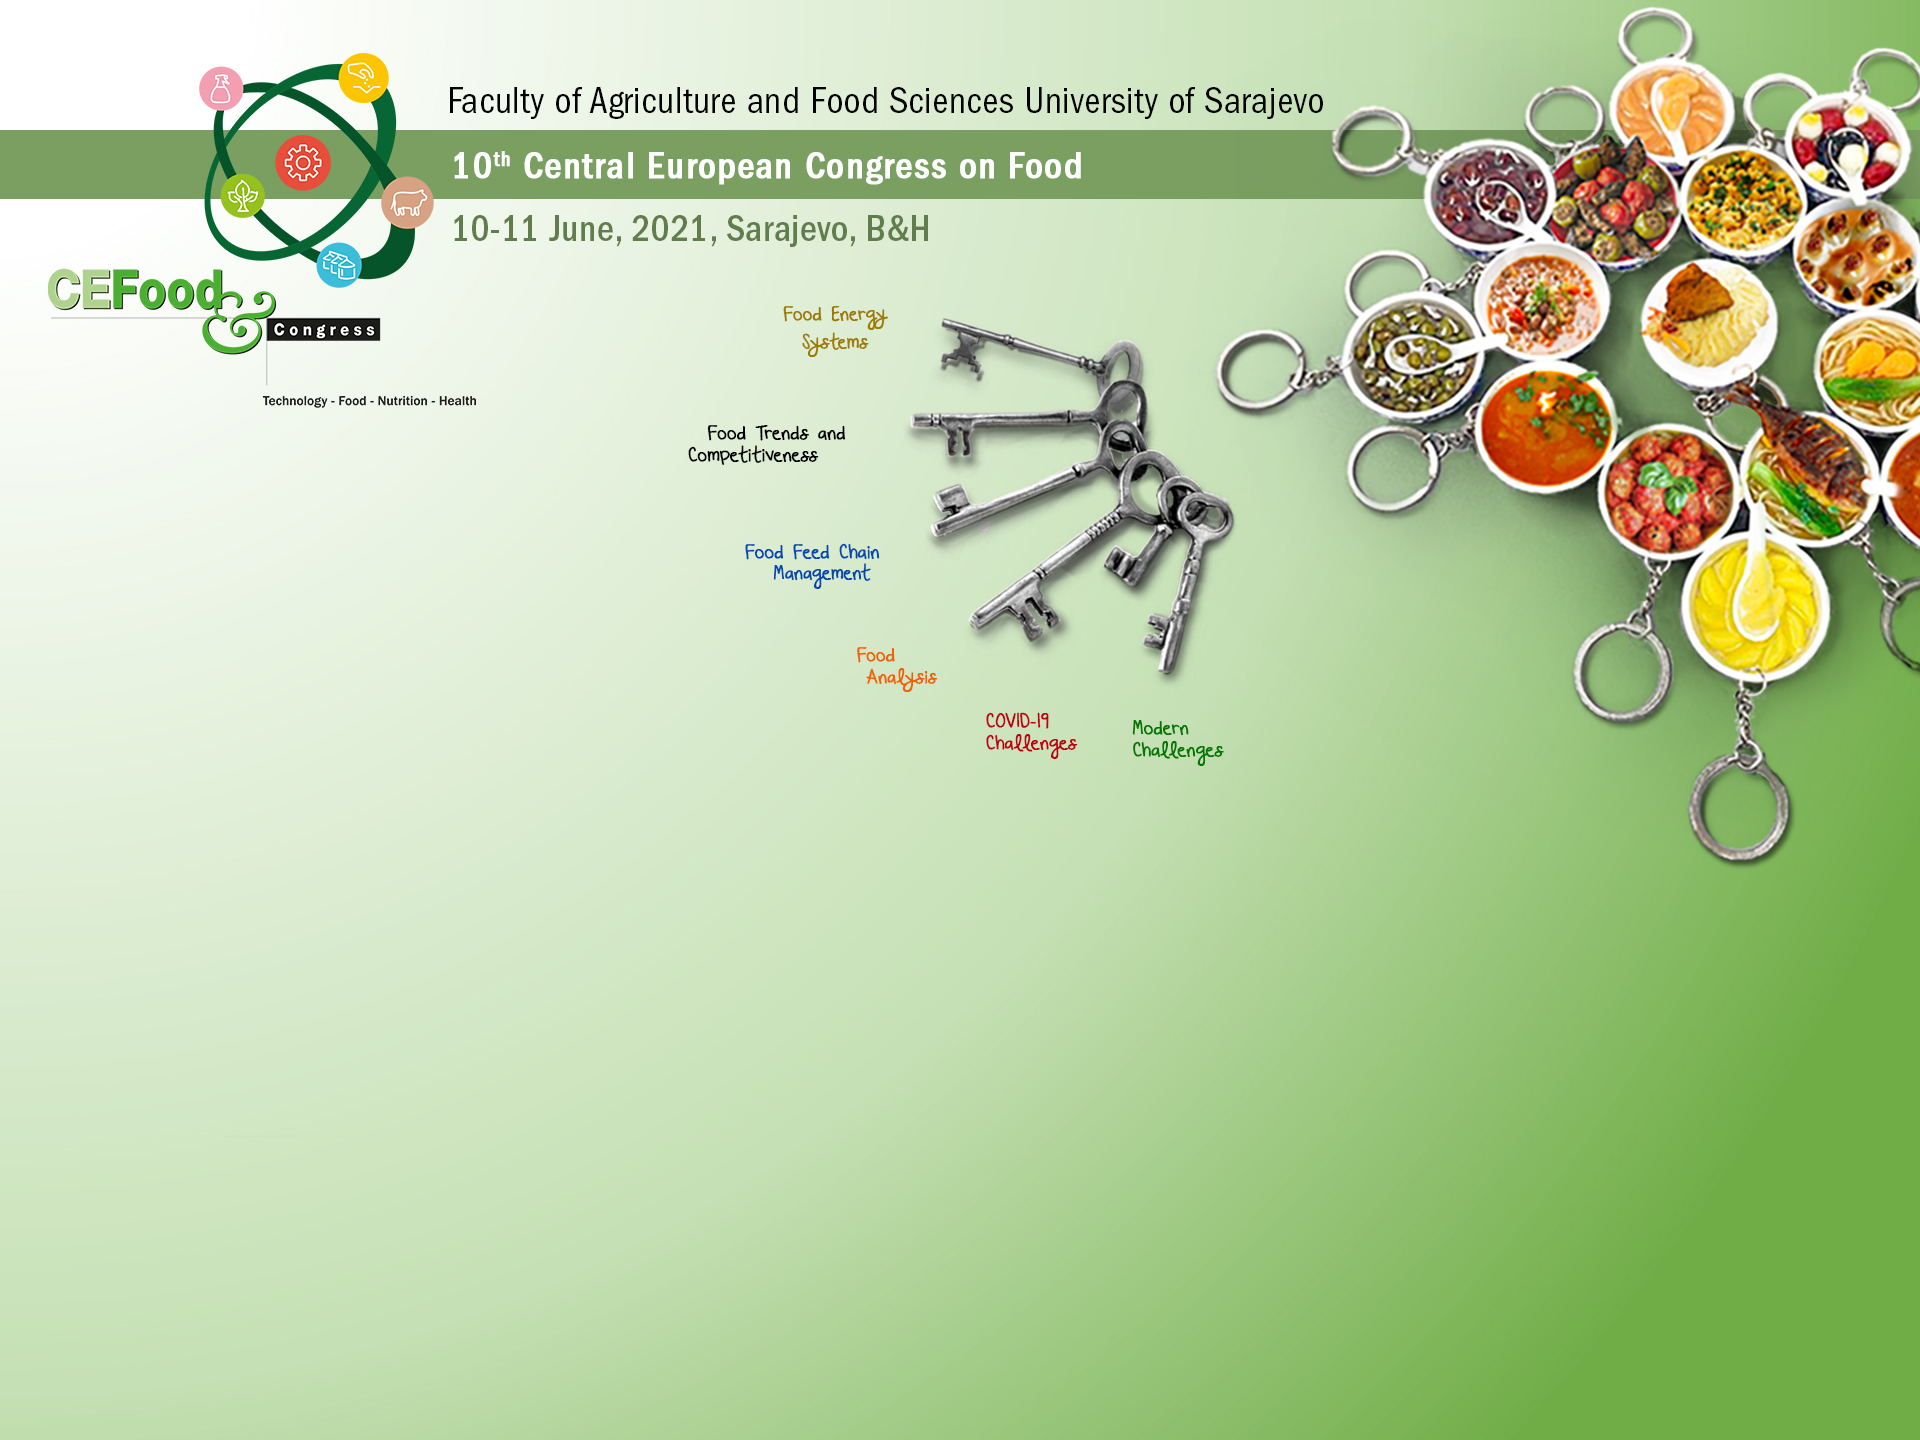 Faculty of Agriculture and Food Sciences University of Sarajevo
10th Central European Congress on Food
10-11 June, 2021, Sarajevo, B&H
CEFood
&
Congress
Technology - Food - Nutrition - Health
Food Energy
Systems
Food Trends and
Competitiveness
Food Feed Chain
Management
Food
Analysis
COVID-19
Challenges
Modern
Challenges